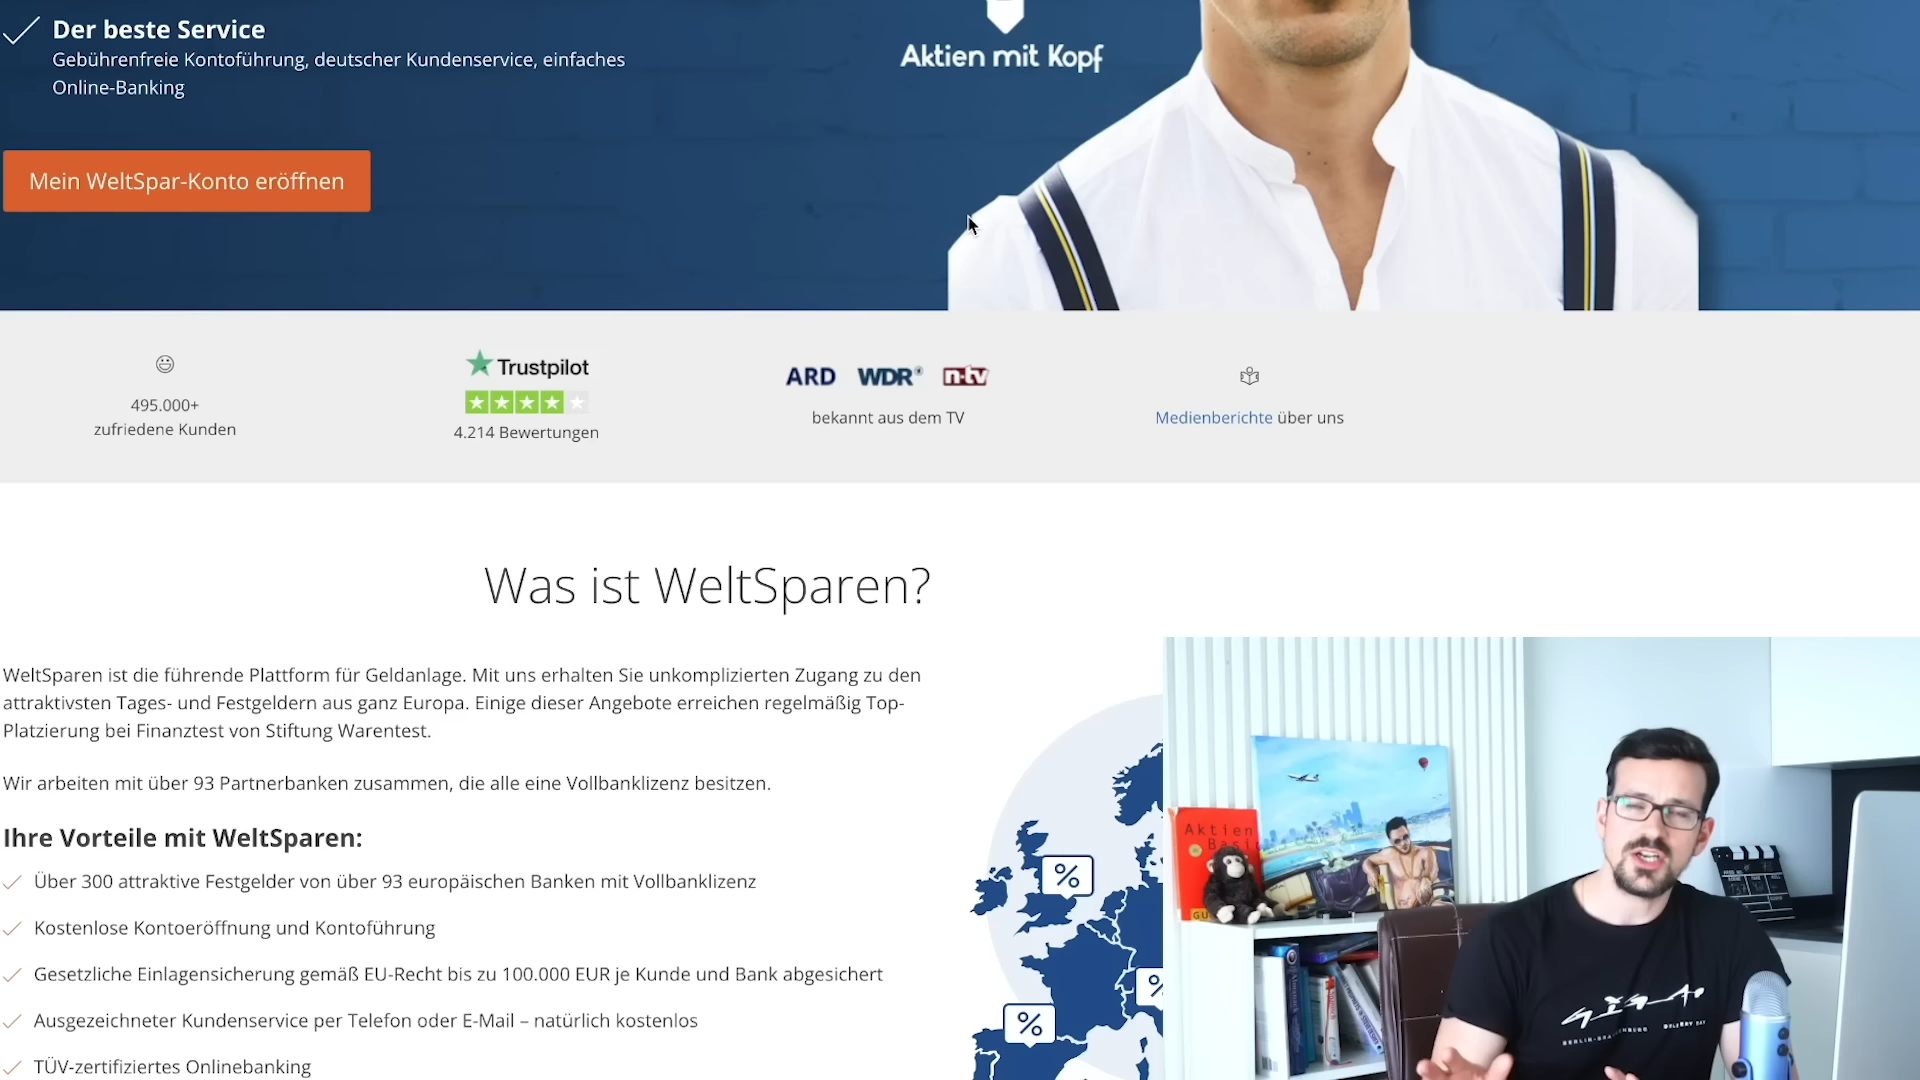 Der beste Service
Gebührenfreie Kontoführung, deutscher Kundenservice, einfaches
Online-Banking
Aktien mit Kopf
Mein WeltSpar-Konto eröffnen
495.000+
zufriedene Kunden
Trustpilot
4.214 Bewertungen
ARD WDR n-tv
bekannt aus dem TV
Medienberichte über uns
Was ist WeltSparen?
WeltSparen ist die führende Plattform für Geldanlage. Mit uns erhalten Sie unkomplizierten Zugang zu den
attraktivsten Tages- und Festgeldern aus ganz Europa. Einige dieser Angebote erreichen regelmäßig Top-
Platzierung bei Finanztest von Stiftung Warentest.
Wir arbeiten mit über 93 Partnerbanken zusammen, die alle eine Vollbanklizenz besitzen.
Ihre Vorteile mit WeltSparen:
Über 300 attraktive Festgelder von über 93 europäischen Banken mit Vollbanklizenz
Kostenlose Kontoeröffnung und Kontoführung
Gesetzliche Einlagensicherung gemäß EU-Recht bis zu 100.000 EUR je Kunde und Bank abgesichert
Ausgezeichneter Kundenservice per Telefon oder E-Mail – natürlich kostenlos
TÜV-zertifiziertes Onlinebanking
%
%
%
Aktien
GU